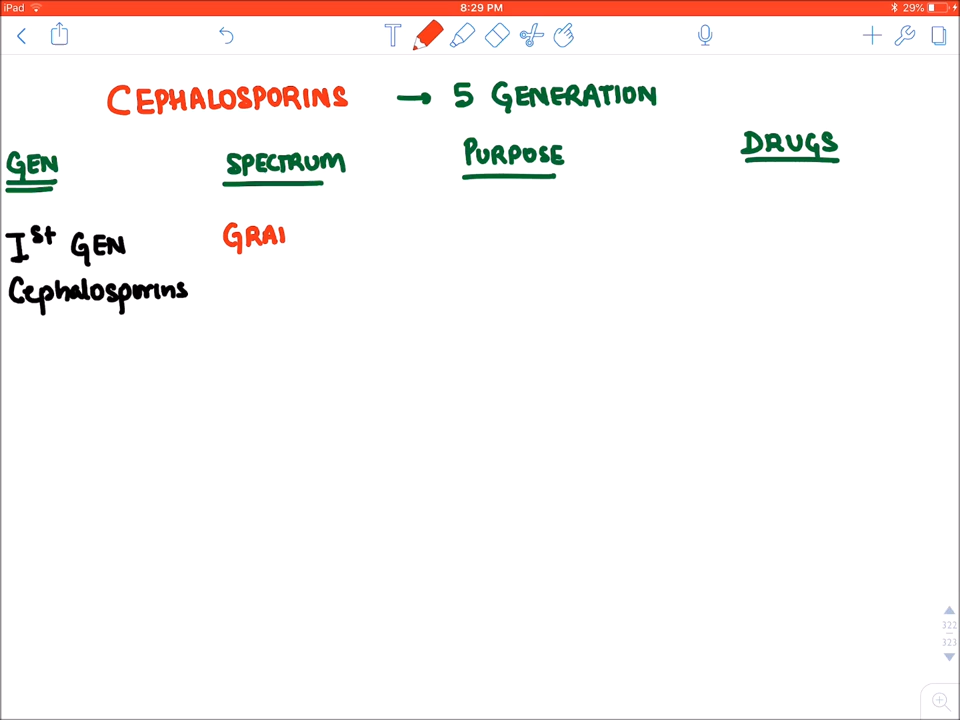 iPad 8:29 PM 29%
T
CEPHALOSPORINS → 5 GENERATION
GEN SPECTRUM PURPOSE DRUGS
Ist GEN GRAI
Cephalosporins
322
323